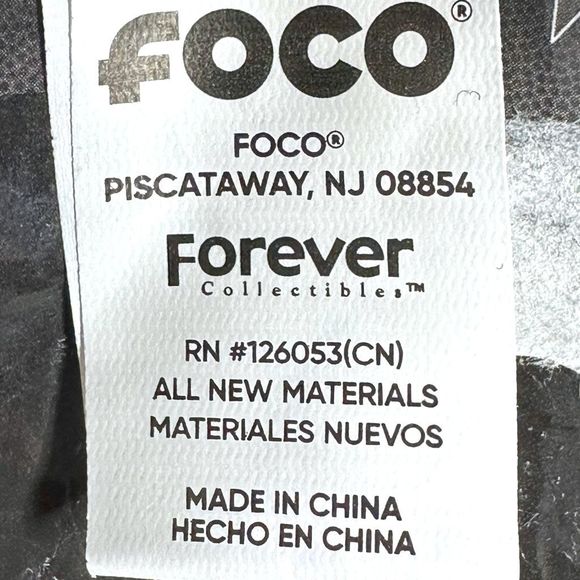 FOCO®
FOCO®
PISCATAWAY, NJ 08854
Forever
Collectibles™
RN #126053(CN)
ALL NEW MATERIALS
MATERIALES NUEVOS
MADE IN CHINA
HECHO EN CHINA